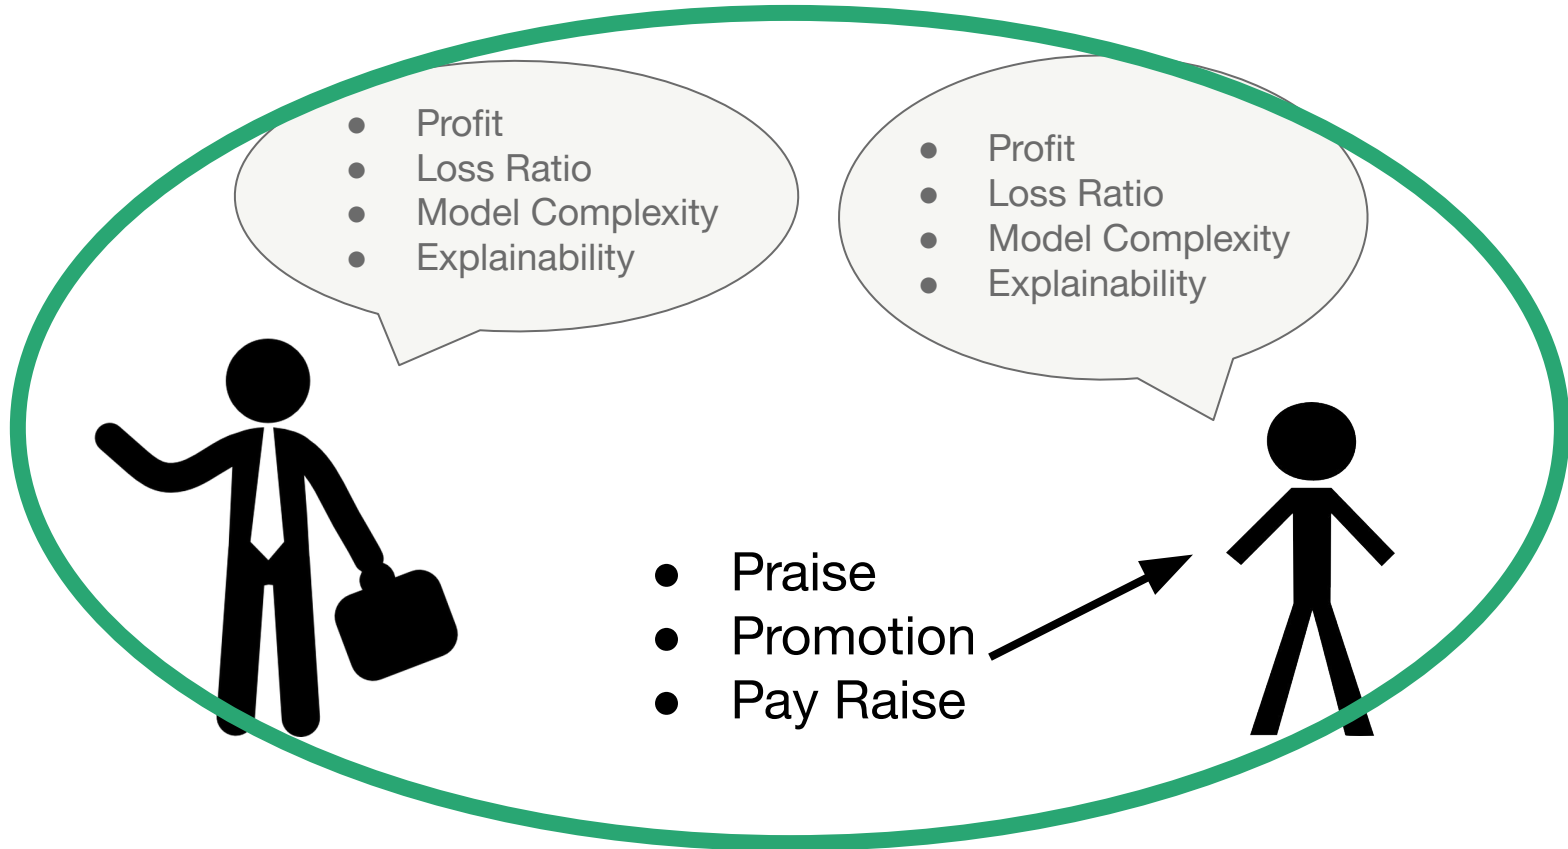 ● Profit
● Loss Ratio
● Model Complexity
● Explainability
● Profit
● Loss Ratio
● Model Complexity
● Explainability
● Praise
● Promotion
● Pay Raise